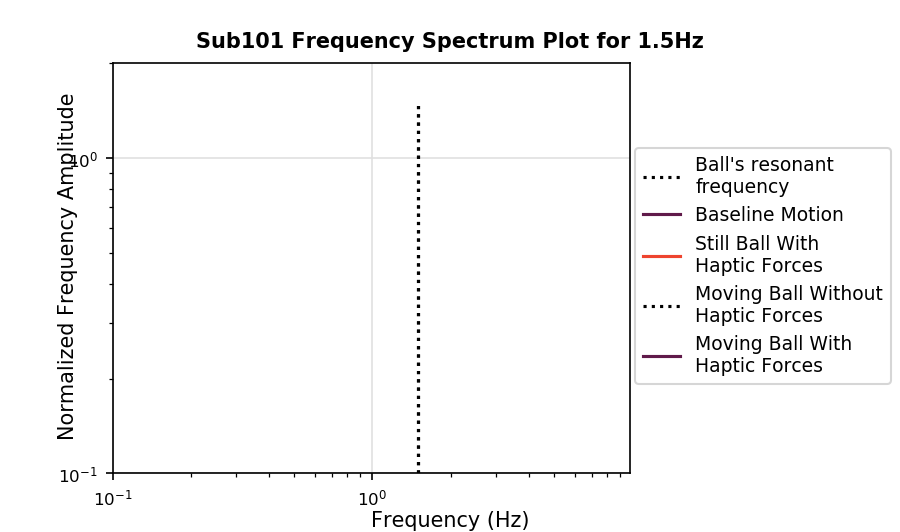 Sub101 Frequency Spectrum Plot for 1.5Hz
Normalized Frequency Amplitude
10⁰
10⁻¹
10⁻¹
10⁰
Frequency (Hz)
Ball's resonant
frequency
Baseline Motion
Still Ball With
Haptic Forces
Moving Ball Without
Haptic Forces
Moving Ball With
Haptic Forces